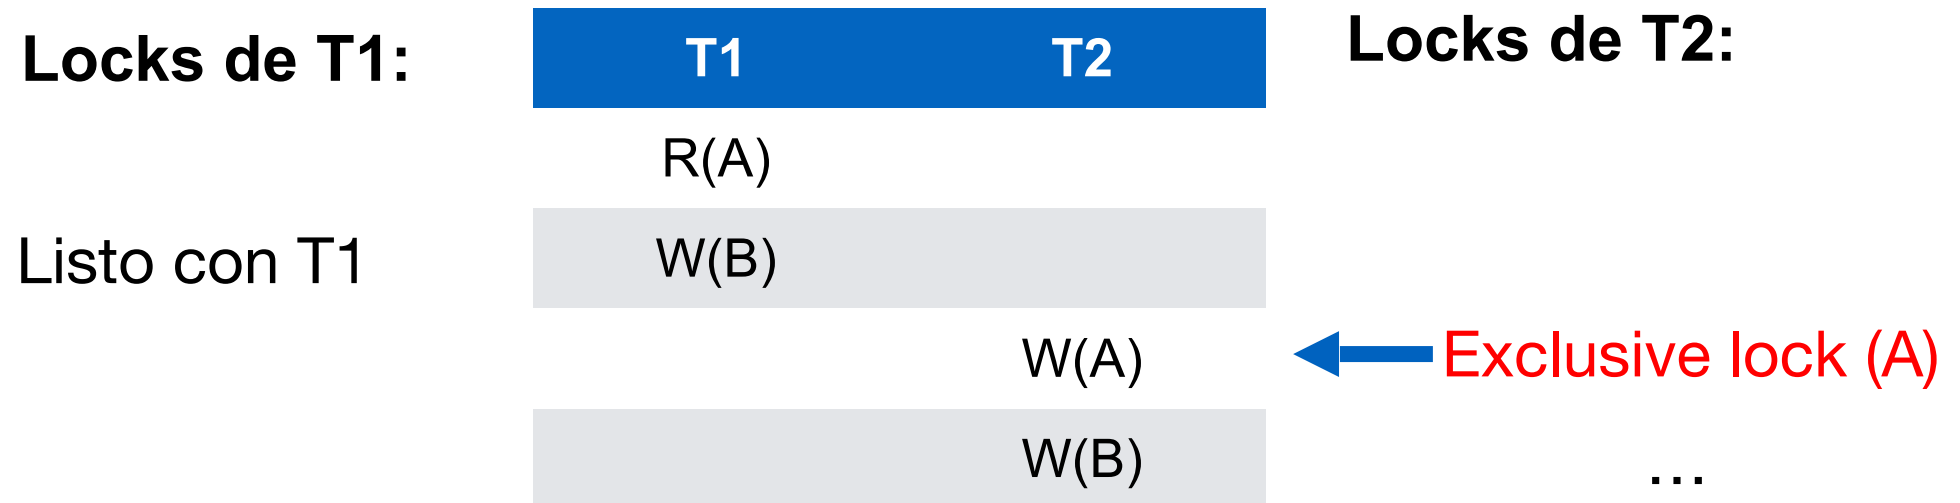 Locks de T1:
T1 T2
Locks de T2:
R(A)
Listo con T1
W(B)
W(A)
Exclusive lock (A)
W(B)
...